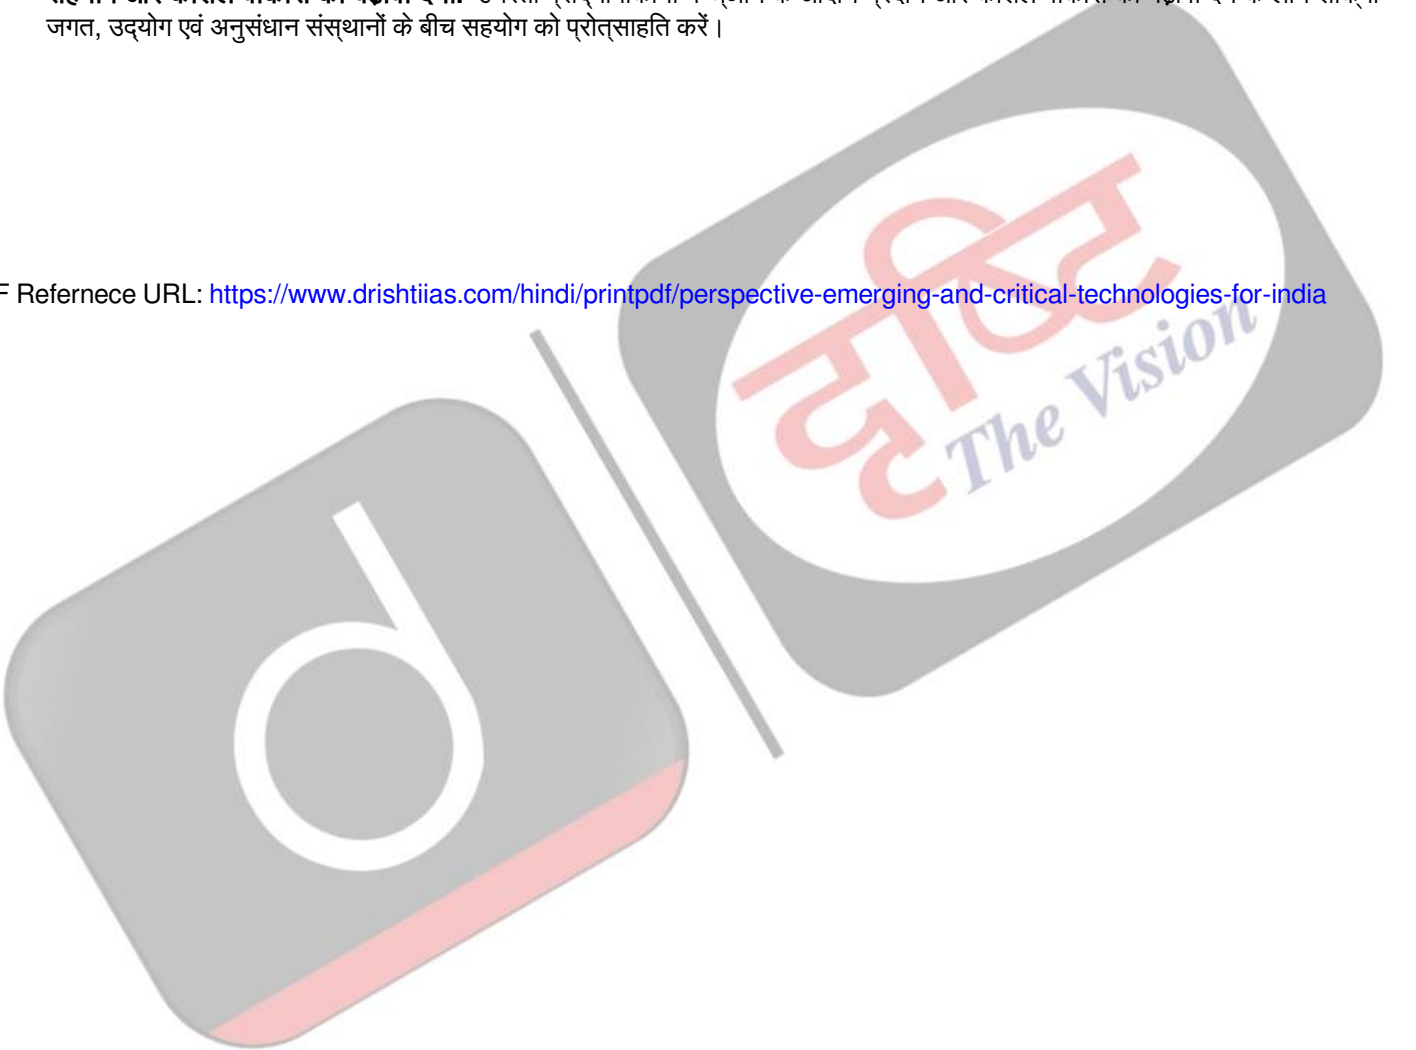 जगत, उद्योग एवं अनुसंधान संस्थानों के बीच सहयोग को प्रोत्साहति करें।
F Refernece URL: https://www.drishtiias.com/hindi/printpdf/perspective-emerging-and-critical-technologies-for-india
दृष्टि
The Vision
d